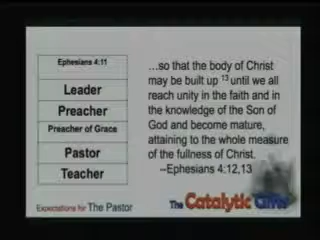 Ephesians 4:11
Leader
Preacher
Preacher of Grace
Pastor
Teacher
…so that the body of Christ
may be built up 13 until we all
reach unity in the faith and in
the knowledge of the Son of
God and become mature,
attaining to the whole measure
of the fullness of Christ.
--Ephesians 4:12,13
Expectations for The Pastor
The Catalytic Gifts